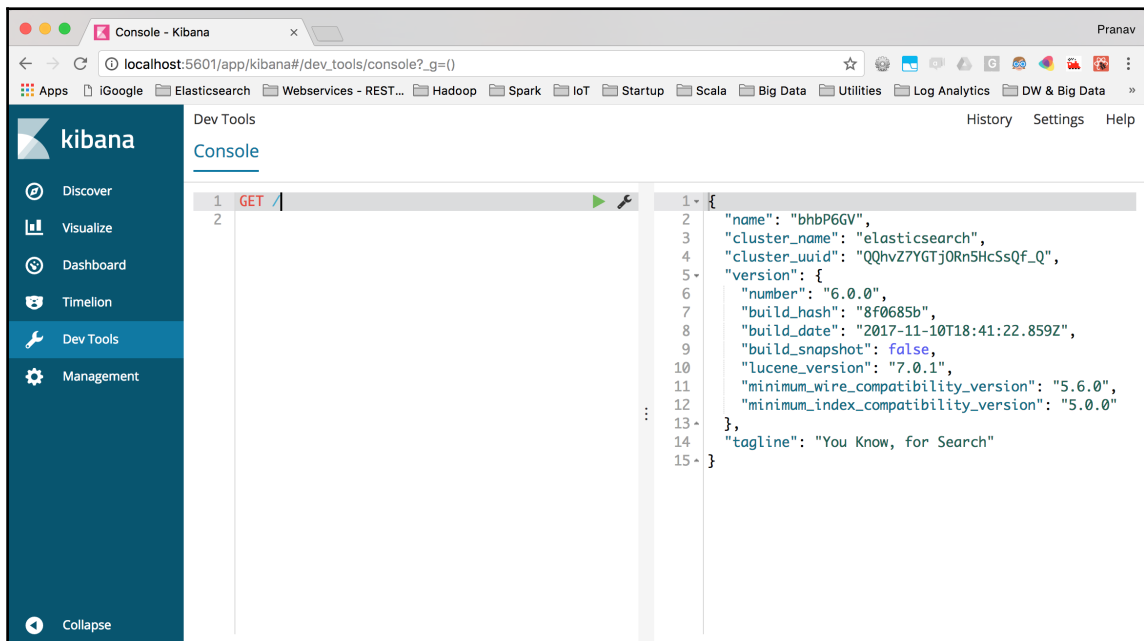 Console - Kibana
Pranav
localhost:5601/app/kibana#/dev_tools/console?_g=()
Apps iGoogle Elasticsearch Webservices - REST... Hadoop Spark IoT Startup Scala Big Data Utilities Log Analytics DW & Big Data »
kibana
Discover
Visualize
Dashboard
Timelion
Dev Tools
Management
Collapse
Dev Tools
History Settings Help
Console
1 GET /
2
1 {
2 "name": "bhbP6GV",
3 "cluster_name": "elasticsearch",
4 "cluster_uuid": "QQhvZ7YGTjORn5HcSsQf_Q",
5 "version": {
6 "number": "6.0.0",
7 "build_hash": "8f0685b",
8 "build_date": "2017-11-10T18:41:22.859Z",
9 "build_snapshot": false,
10 "lucene_version": "7.0.1",
11 "minimum_wire_compatibility_version": "5.6.0",
12 "minimum_index_compatibility_version": "5.0.0"
13 },
14 "tagline": "You Know, for Search"
15 }